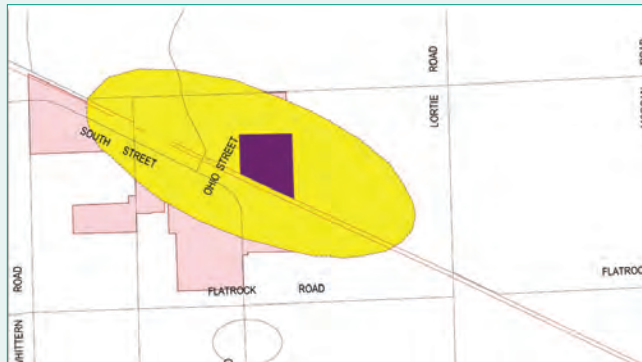 ROAD
LORTIE
SOUTH STREET
OHIO STREET
FLATROCK ROAD
FLATROCK
ROAD
WHITTERN